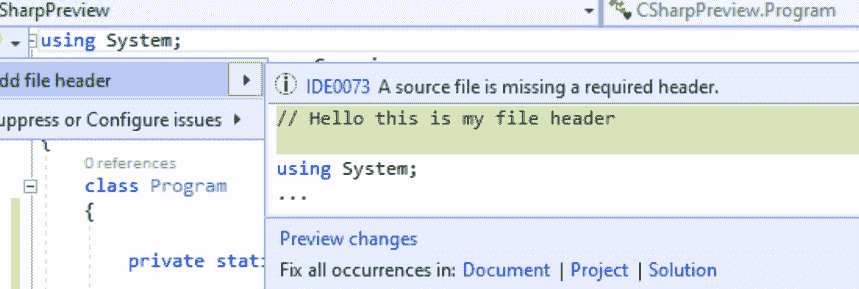 SharpPreview CSharpPreview.Program
using System;
dd file header
IDE0073 A source file is missing a required header.
// Hello this is my file header
uppress or Configure issues
using System;
...
{
0 references
class Program
{
private stati
Preview changes
Fix all occurrences in: Document | Project | Solution